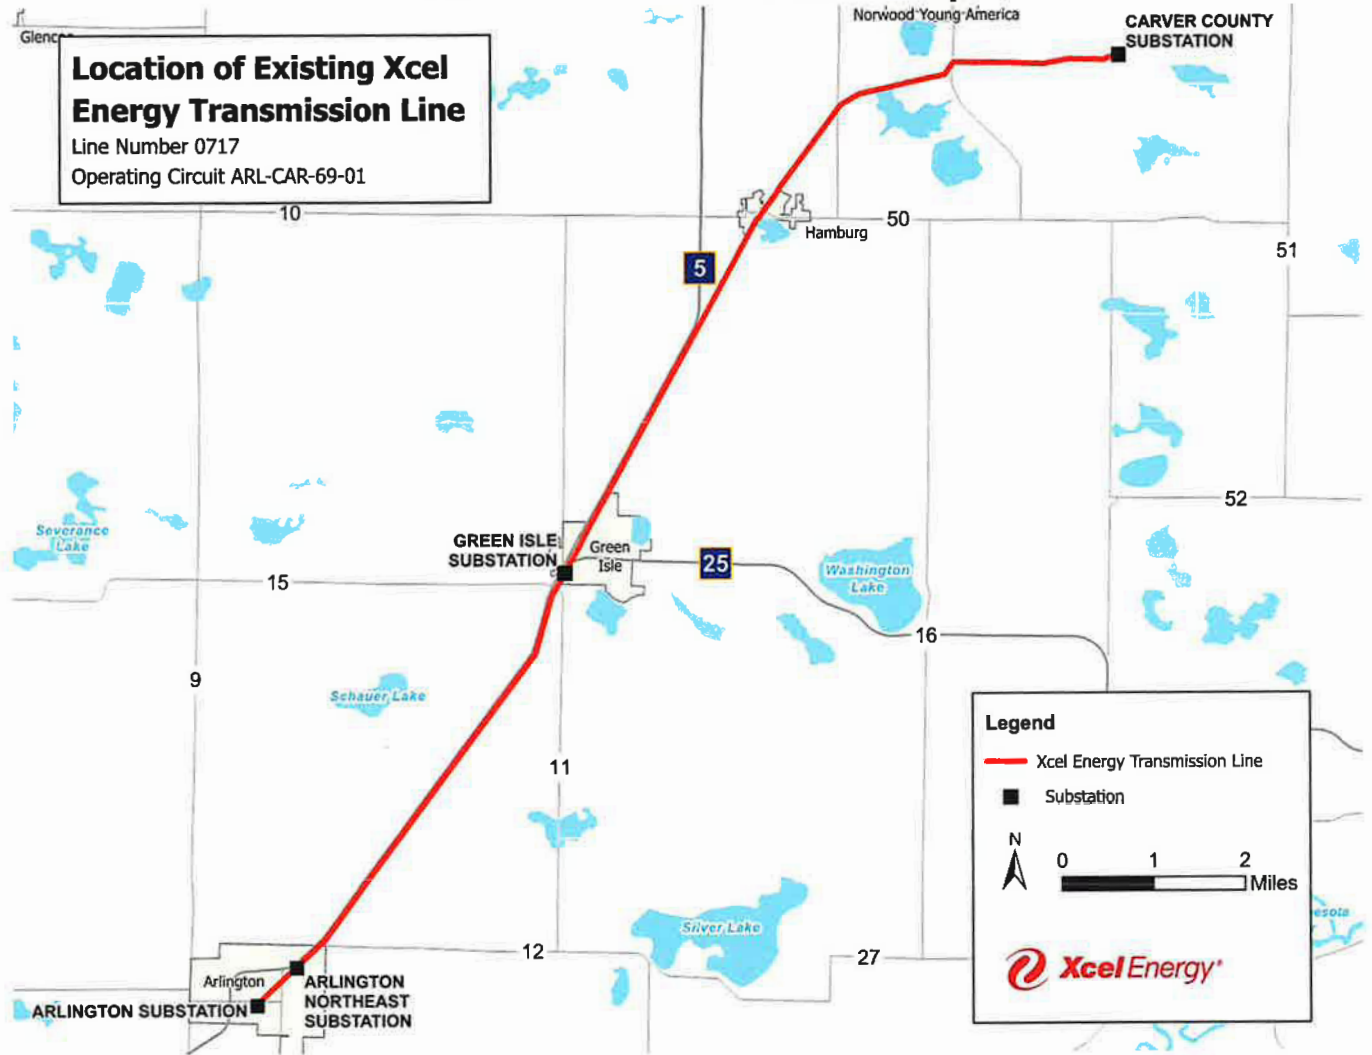 Norwood Young America
CARVER COUNTY
SUBSTATION
Location of Existing Xcel
Energy Transmission Line
Line Number 0717
Operating Circuit ARL-CAR-69-01
10
50
Hamburg
51
5
52
Severance
Lake
GREEN ISLE
SUBSTATION
Green
Isle
25
Washington
Lake
15
16
9
Schauer Lake
11
Legend
Xcel Energy Transmission Line
Substation
N
0 1 2
Miles
Xcel Energy®
Silver Lake
12
27
Arlington
ARLINGTON
NORTHEAST
SUBSTATION
ARLINGTON SUBSTATION